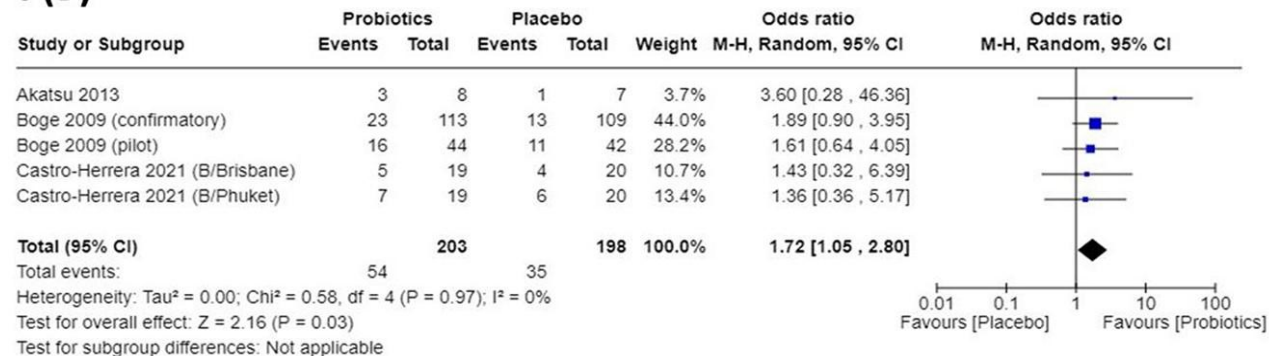 Probiotics Placebo Odds ratio Odds ratio
Study or Subgroup Events Total Events Total Weight M-H, Random, 95% CI M-H, Random, 95% CI
Akatsu 2013 3 8 1 7 3.7% 3.60 [0.28 , 46.36]
Boge 2009 (confirmatory) 23 113 13 109 44.0% 1.89 [0.90 , 3.95]
Boge 2009 (pilot) 16 44 11 42 28.2% 1.61 [0.64 , 4.05]
Castro-Herrera 2021 (B/Brisbane) 5 19 4 20 10.7% 1.43 [0.32 , 6.39]
Castro-Herrera 2021 (B/Phuket) 7 19 6 20 13.4% 1.36 [0.36 , 5.17]
Total (95% CI) 203 198 100.0% 1.72 [1.05 , 2.80]
Total events: 54 35
Heterogeneity: Tau² = 0.00; Chi² = 0.58, df = 4 (P = 0.97); I² = 0%
Test for overall effect: Z = 2.16 (P = 0.03)
Test for subgroup differences: Not applicable
0.01 0.1 1 10 100
Favours [Placebo] Favours [Probiotics]